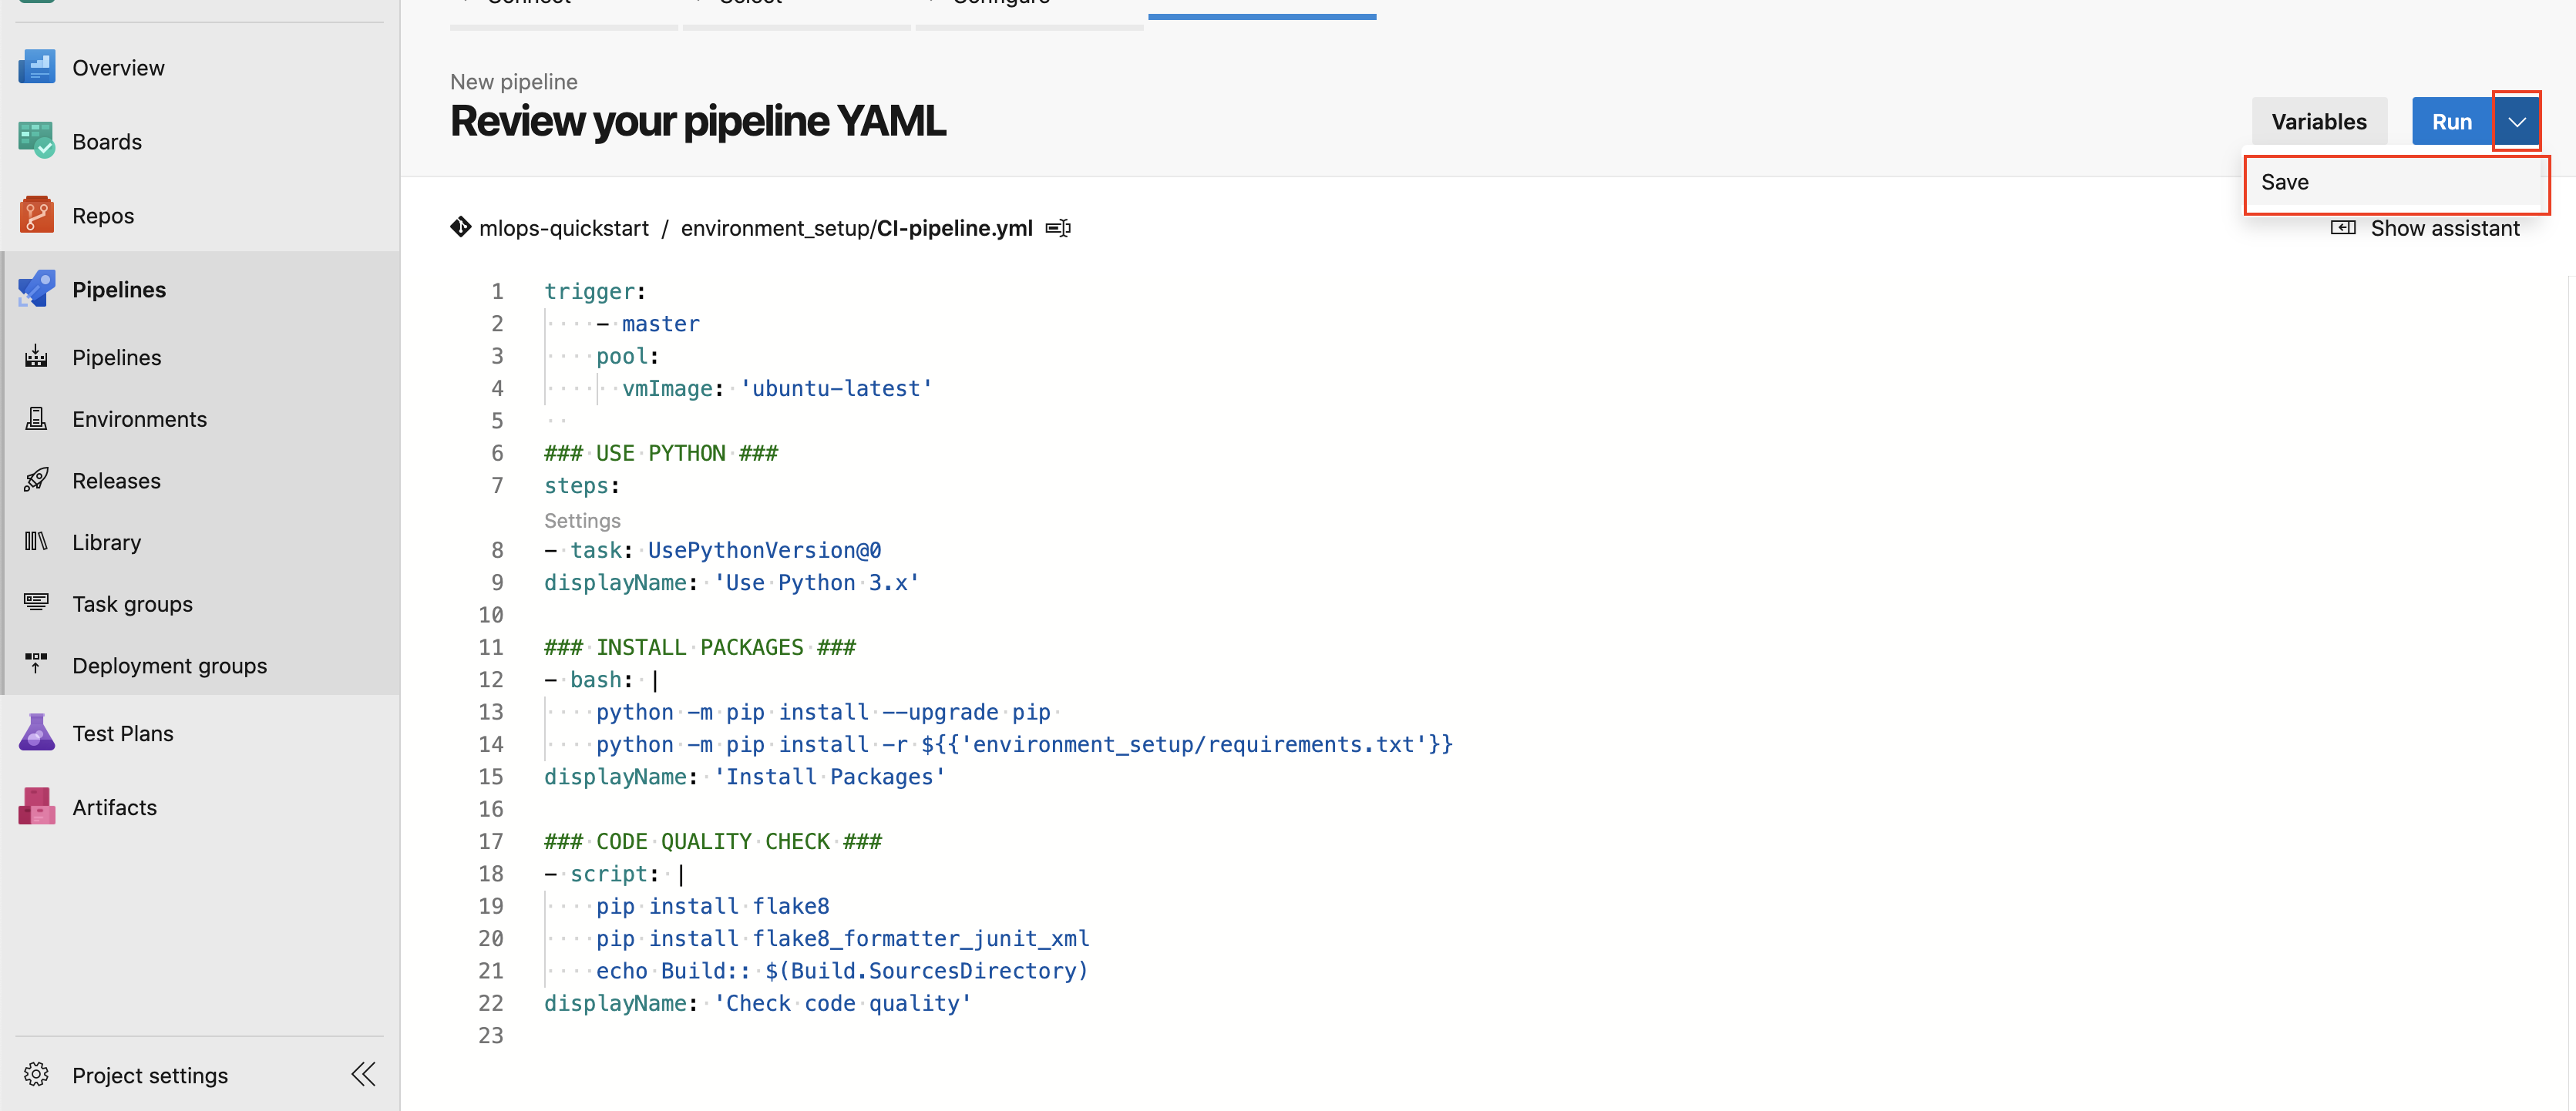 Connect
Select
Configure
Overview
Boards
Repos
Pipelines
Pipelines
Environments
Releases
Library
Task groups
Deployment groups
Test Plans
Artifacts
Project settings
New pipeline
Review your pipeline YAML
Variables
Run
Save
mlops-quickstart / environment_setup/CI-pipeline.yml
Show assistant
1 trigger:
2     - master
3     pool:
4       vmImage: 'ubuntu-latest'
5
6 ### USE PYTHON ###
7 steps:
Settings
8 - task: UsePythonVersion@0
9 displayName: 'Use Python 3.x'
10
11 ### INSTALL PACKAGES ###
12 - bash: |
13     python -m pip install --upgrade pip
14     python -m pip install -r ${{'environment_setup/requirements.txt'}}
15 displayName: 'Install Packages'
16
17 ### CODE QUALITY CHECK ###
18 - script: |
19     pip install flake8
20     pip install flake8_formatter_junit_xml
21     echo Build:: $(Build.SourcesDirectory)
22 displayName: 'Check code quality'
23